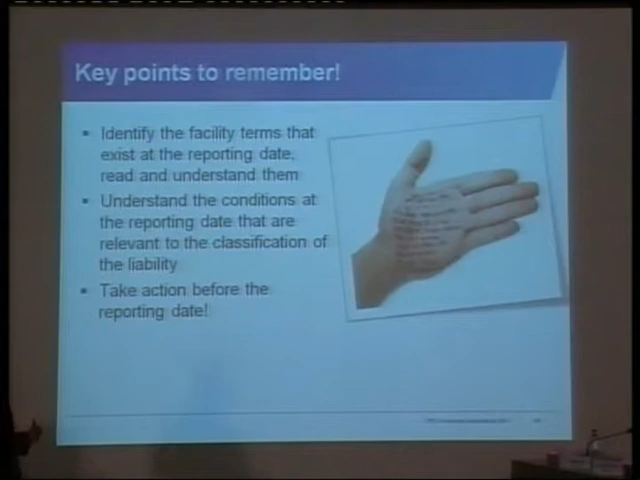 Key points to remember!
Identify the facility terms that
exist at the reporting date,
read and understand them
Understand the conditions at
the reporting date that are
relevant to the classification of
the liability
Take action before the
reporting date!